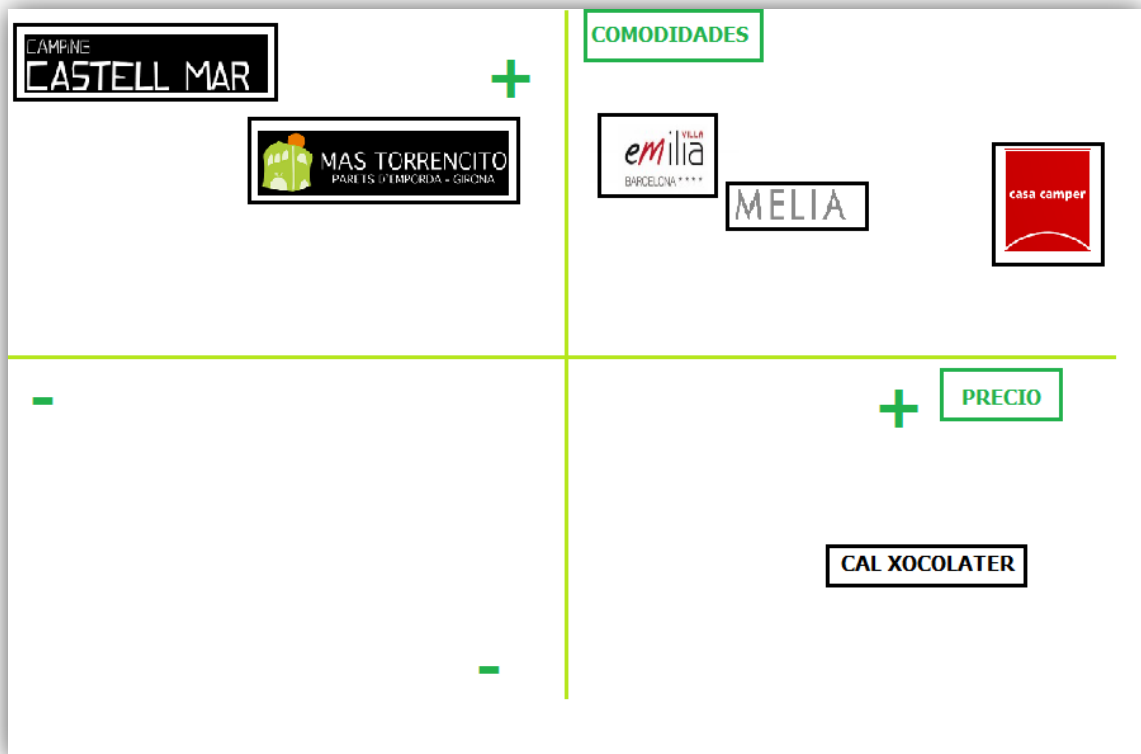 CAMPING
CASTELL MAR
+
COMODIDADES
MAS TORRENCITO
PARETS D'EMPORDA - GIRONA
VILLA
emilia
BARCELONA ****
MELIA
casa camper
-
+
PRECIO
CAL XOCOLATER
-